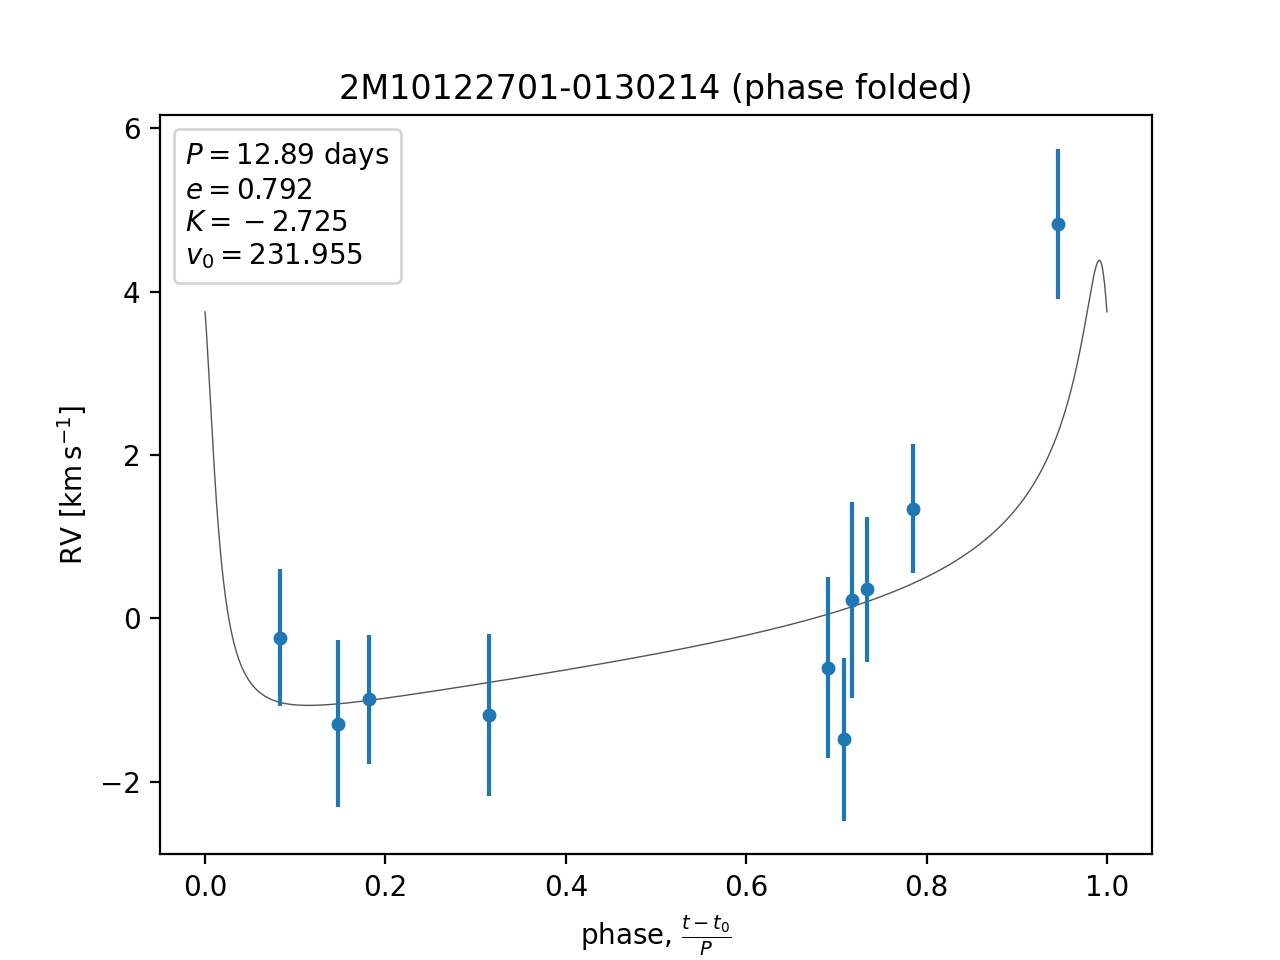 2M10122701-0130214 (phase folded)
P = 12.89 days
e = 0.792
K = −2.725
v₀ = 231.955
RV [km s⁻¹]
6
4
2
0
−2
0.0 0.2 0.4 0.6 0.8 1.0
phase, (t − t₀)/P